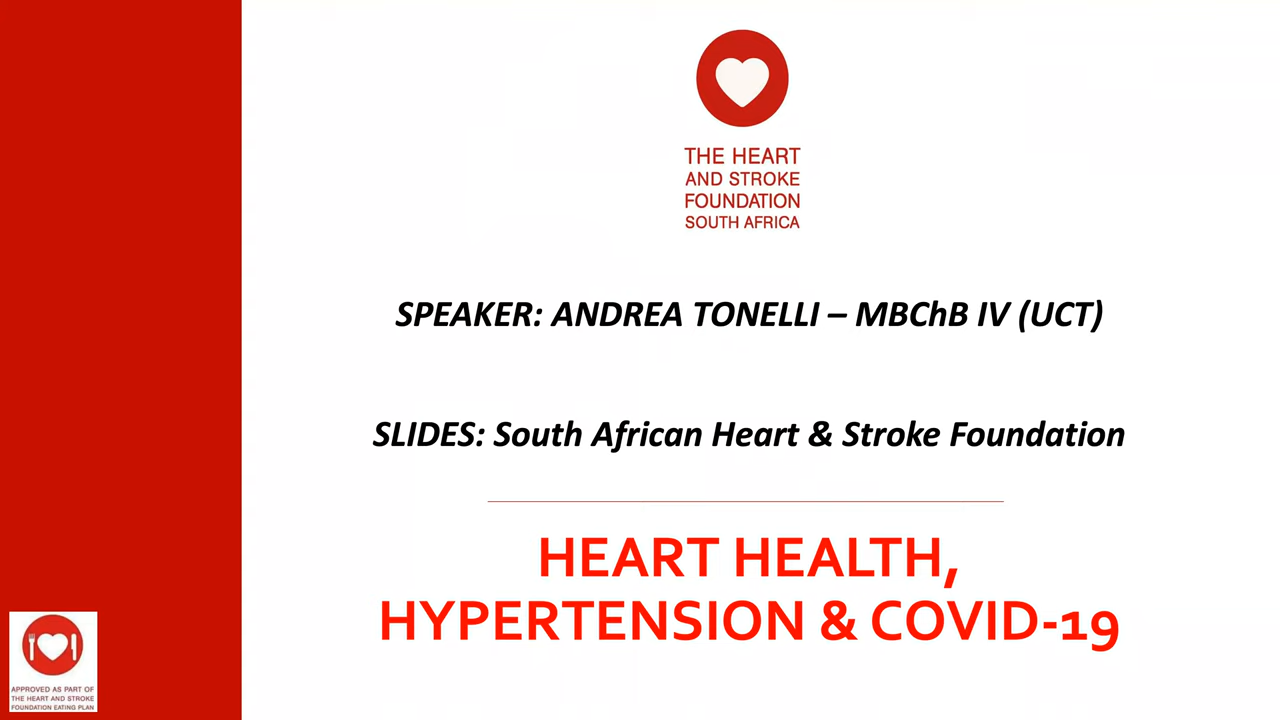 THE HEART
AND STROKE
FOUNDATION
SOUTH AFRICA
SPEAKER: ANDREA TONELLI – MBChB IV (UCT)
SLIDES: South African Heart & Stroke Foundation
HEART HEALTH,
HYPERTENSION & COVID-19
APPROVED AS PART OF
THE HEART AND STROKE
FOUNDATION EATING PLAN